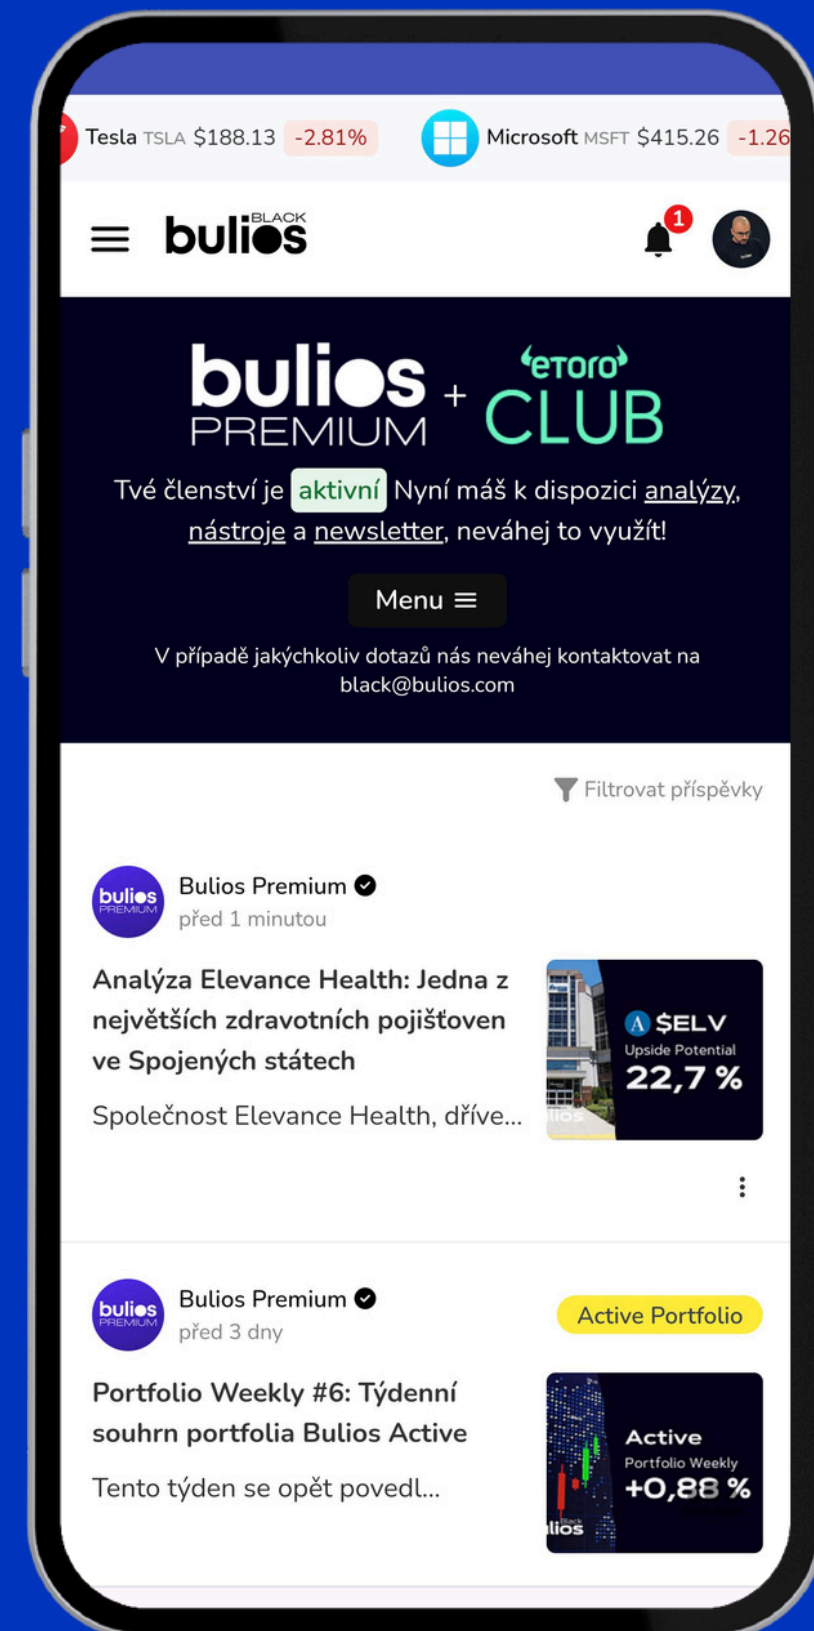 Tesla TSLA $188.13 -2.81% Microsoft MSFT $415.26 -1.26
bulios BLACK
1
bulios PREMIUM + etoro CLUB
Tvé členství je aktivní Nyní máš k dispozici analýzy,
nástroje a newsletter, neváhej to využít!
Menu
V případě jakýchkoliv dotazů nás neváhej kontaktovat na
black@bulios.com
Filtrovat příspěvky
bulios PREMIUM
Bulios Premium
před 1 minutou
Analýza Elevance Health: Jedna z
největších zdravotních pojišťoven
ve Spojených státech
Společnost Elevance Health, dříve...
A $ELV
Upside Potential
22,7 %
lios
bulios PREMIUM
Bulios Premium
před 3 dny
Active Portfolio
Portfolio Weekly #6: Týdenní
souhrn portfolia Bulios Active
Tento týden se opět povedl...
Active
Portfolio Weekly
+0,88 %
Black
lios